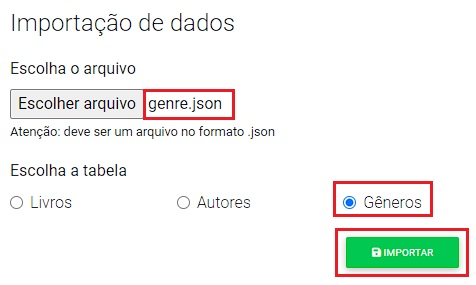 Importação de dados
Escolha o arquivo
Escolher arquivo genre.json
Atenção: deve ser um arquivo no formato .json
Escolha a tabela
Livros Autores Gêneros
IMPORTAR